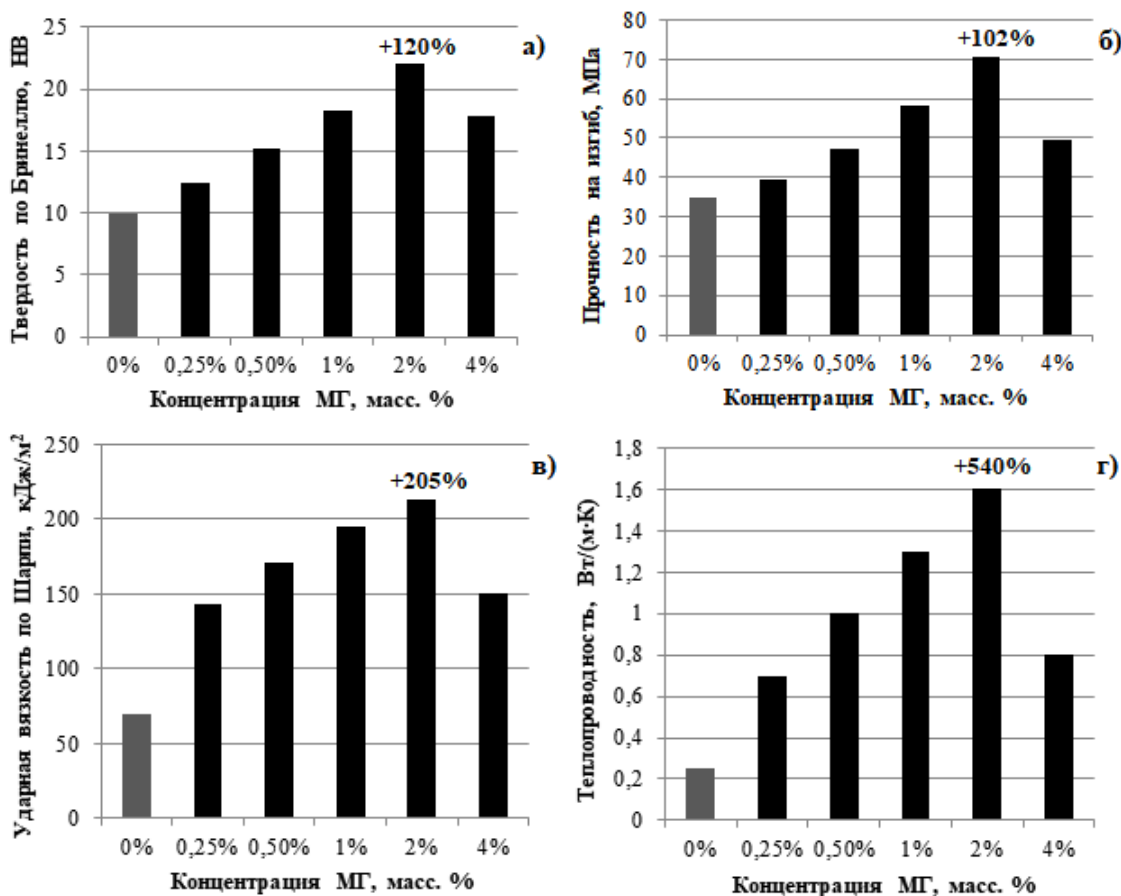 Твердость по Бринеллю, НВ
25
20
15
10
5
0
+120%
а)
0% 0,25% 0,50% 1% 2% 4%
Концентрация МГ, масс. %
Прочность на изгиб, МПа
80
70
60
50
40
30
20
10
0
+102%
б)
0% 0,25% 0,50% 1% 2% 4%
Концентрация МГ, масс. %
Ударная вязкость по Шарпи, кДж/м²
250
200
150
100
50
0
+205%
в)
0% 0,25% 0,50% 1% 2% 4%
Концентрация МГ, масс. %
Теплопроводность, Вт/(м·К)
1,8
1,6
1,4
1,2
1
0,8
0,6
0,4
0,2
0
+540%
г)
0% 0,25% 0,50% 1% 2% 4%
Концентрация МГ, масс. %